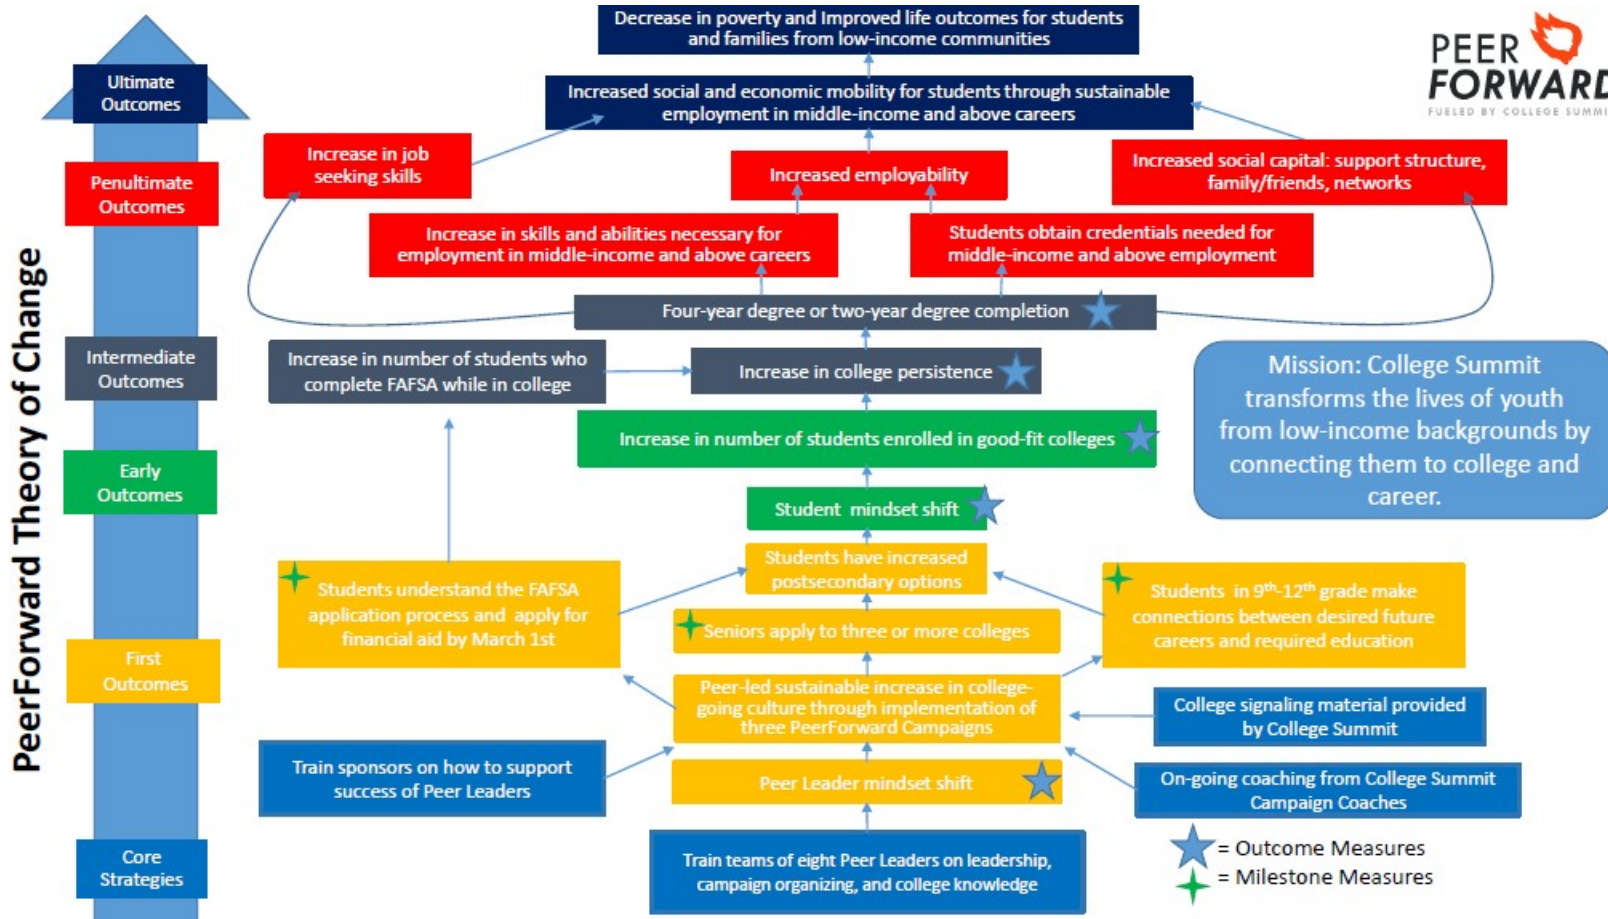 Decrease in poverty and Improved life outcomes for students
and families from low-income communities
PEER
FORWARD
FUELED BY COLLEGE SUMMIT
Ultimate
Outcomes
Increased social and economic mobility for students through sustainable
employment in middle-income and above careers
Increase in job
seeking skills
Increased employability
Increased social capital: support structure,
family/friends, networks
Penultimate
Outcomes
Increase in skills and abilities necessary for
employment in middle-income and above careers
Students obtain credentials needed for
middle-income and above employment
PeerForward Theory of Change
Four-year degree or two-year degree completion
Intermediate
Outcomes
Increase in number of students who
complete FAFSA while in college
Increase in college persistence
Mission: College Summit
transforms the lives of youth
from low-income backgrounds by
connecting them to college and
career.
Increase in number of students enrolled in good-fit colleges
Early
Outcomes
Student mindset shift
Students have increased
postsecondary options
Students understand the FAFSA
application process and apply for
financial aid by March 1st
Students in 9th-12th grade make
connections between desired future
careers and required education
Seniors apply to three or more colleges
First
Outcomes
Peer-led sustainable increase in college-
going culture through implementation of
three PeerForward Campaigns
College signaling material provided
by College Summit
Train sponsors on how to support
success of Peer Leaders
Peer Leader mindset shift
On-going coaching from College Summit
Campaign Coaches
Core
Strategies
Train teams of eight Peer Leaders on leadership,
campaign organizing, and college knowledge
= Outcome Measures
= Milestone Measures